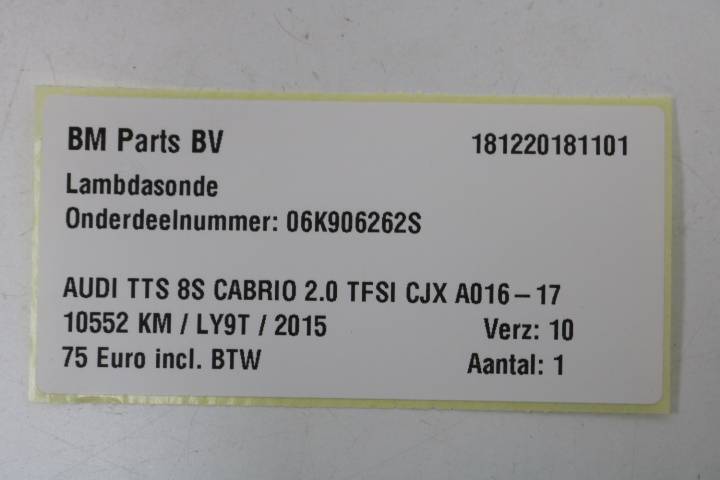 BM Parts BV 181220181101
Lambdasonde
Onderdeelnummer: 06K906262S
AUDI TTS 8S CABRIO 2.0 TFSI CJX A016-17
10552 KM / LY9T / 2015 Verz: 10
75 Euro incl. BTW Aantal: 1